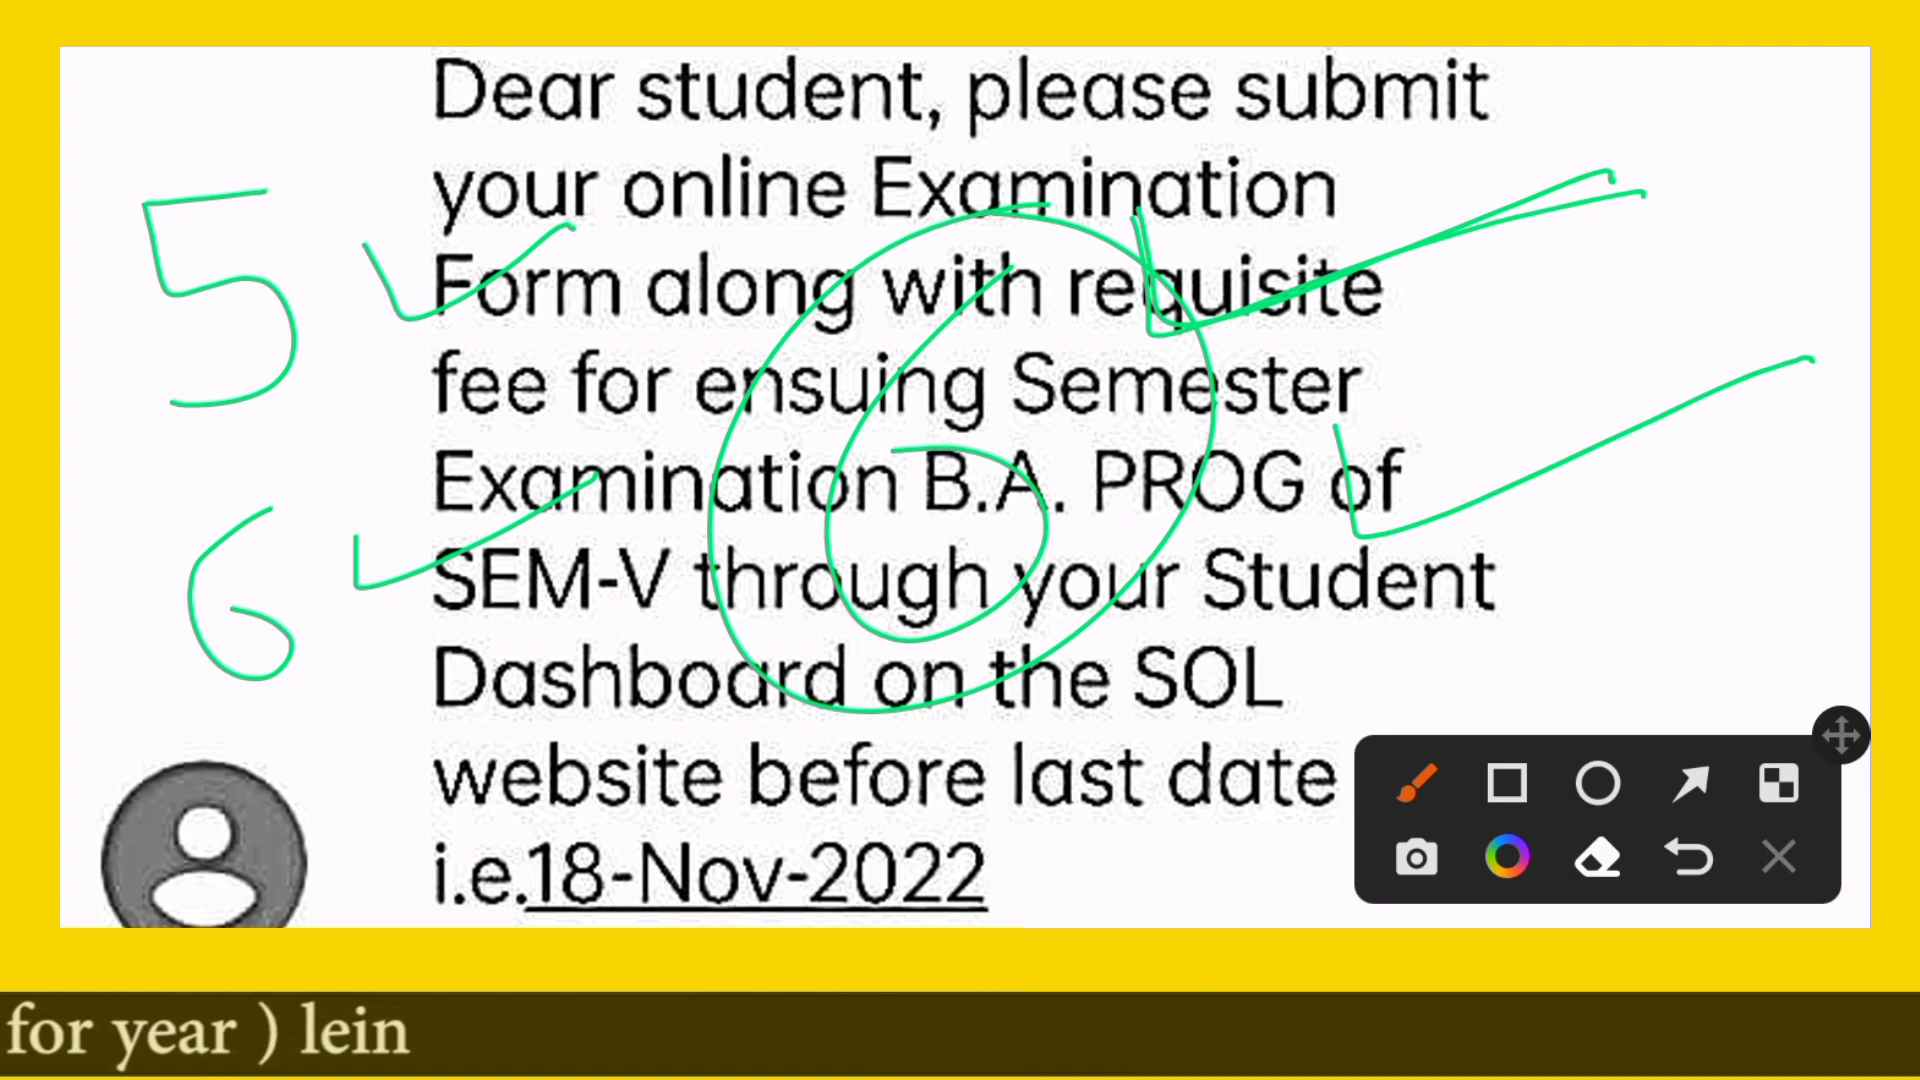 Dear student, please submit
your online Examination
Form along with requisite
fee for ensuing Semester
Examination B.A. PROG of
SEM-V through your Student
Dashboard on the SOL
website before last date
i.e.18-Nov-2022
5
6
6
for year ) lein